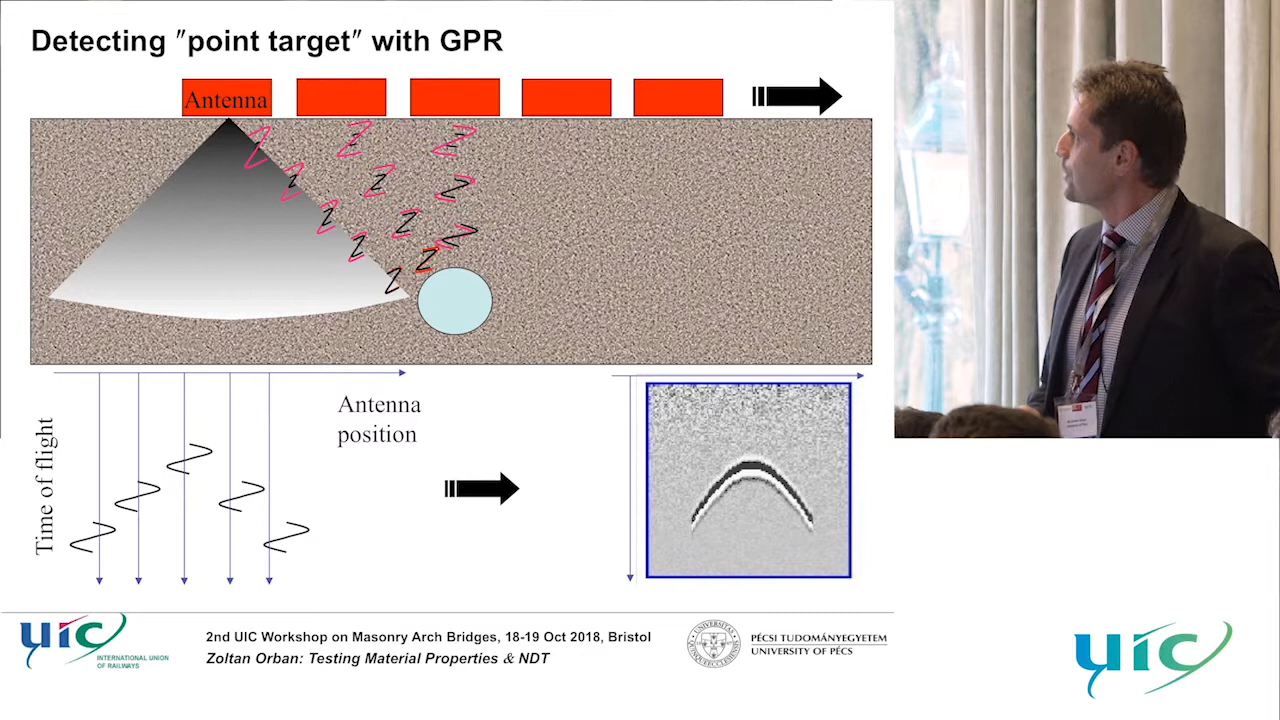 Detecting "point target" with GPR
Antenna
Antenna
position
Time of flight
uic
INTERNATIONAL UNION
OF RAILWAYS
2nd UIC Workshop on Masonry Arch Bridges, 18-19 Oct 2018, Bristol
Zoltan Orban: Testing Material Properties & NDT
PÉCSI TUDOMÁNYEGYETEM
UNIVERSITY OF PÉCS
uic